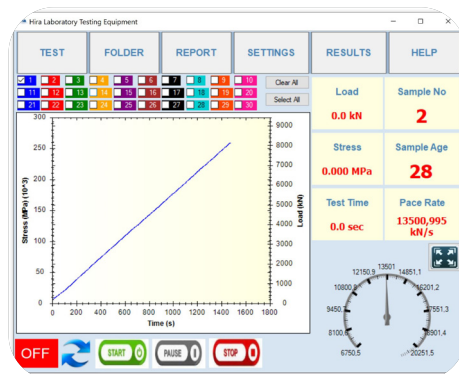 Hira Laboratory Testing Equipment
TEST FOLDER REPORT SETTINGS RESULTS HELP
1 2 3 4 5 6 7 8 9 10 Clear All
11 12 13 14 15 16 17 18 19 20 Select All
21 22 23 24 25 26 27 28 29 30
Load
0.0 kN
Sample No
2
Stress
0.000 MPa
Sample Age
28
Test Time
0.0 sec
Pace Rate
13500,995
kN/s
Stress (MPa) (10^3)
300
250
200
150
100
50
0
9000
8000
7000
6000
5000
4000
3000
2000
1000
0
Load (kN)
0 200 400 600 800 1000 1200 1400 1600 1800
Time (s)
13501
12150,9 14851,1
10800,8 16201,2
9450,7 17551,3
8100,6 18901,4
6750,5 20251,5
OFF START PAUSE STOP